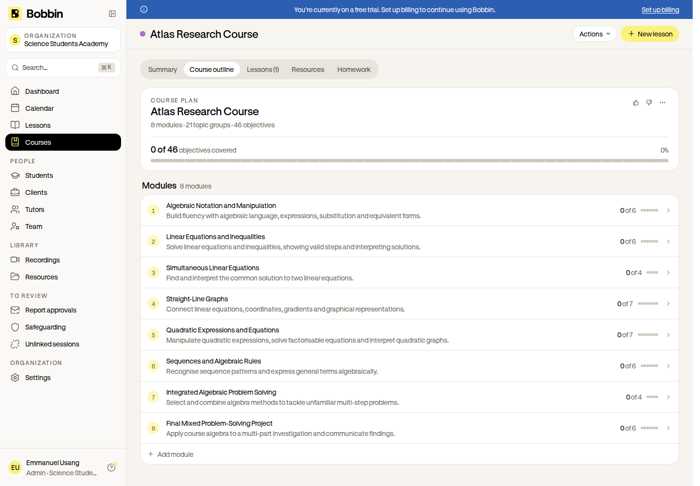 Bobbin
You're currently on a free trial. Set up billing to continue using Bobbin.
Set up billing
S
ORGANIZATION
Science Students Academy
Search...
⌘ K
Dashboard
Calendar
Lessons
Courses
PEOPLE
Students
Clients
Tutors
Team
LIBRARY
Recordings
Resources
TO REVIEW
Report approvals
Safeguarding
Unlinked sessions
ORGANIZATION
Settings
EU
Emmanuel Usang
Admin · Science Stude...
Atlas Research Course
Actions
+ New lesson
Summary
Course outline
Lessons (1)
Resources
Homework
COURSE PLAN
Atlas Research Course
8 modules · 21 topic groups · 46 objectives
0 of 46 objectives covered
0%
Modules 8 modules
1
Algebraic Notation and Manipulation
Build fluency with algebraic language, expressions, substitution and equivalent forms.
0 of 6
2
Linear Equations and Inequalities
Solve linear equations and inequalities, showing valid steps and interpreting solutions.
0 of 6
3
Simultaneous Linear Equations
Find and interpret the common solution to two linear equations.
0 of 4
4
Straight-Line Graphs
Connect linear equations, coordinates, gradients and graphical representations.
0 of 7
5
Quadratic Expressions and Equations
Manipulate quadratic expressions, solve factorisable equations and interpret quadratic graphs.
0 of 7
6
Sequences and Algebraic Rules
Recognise sequence patterns and express general terms algebraically.
0 of 6
7
Integrated Algebraic Problem Solving
Select and combine algebra methods to tackle unfamiliar multi-step problems.
0 of 4
8
Final Mixed Problem-Solving Project
Apply course algebra to a multi-part investigation and communicate findings.
0 of 6
+ Add module